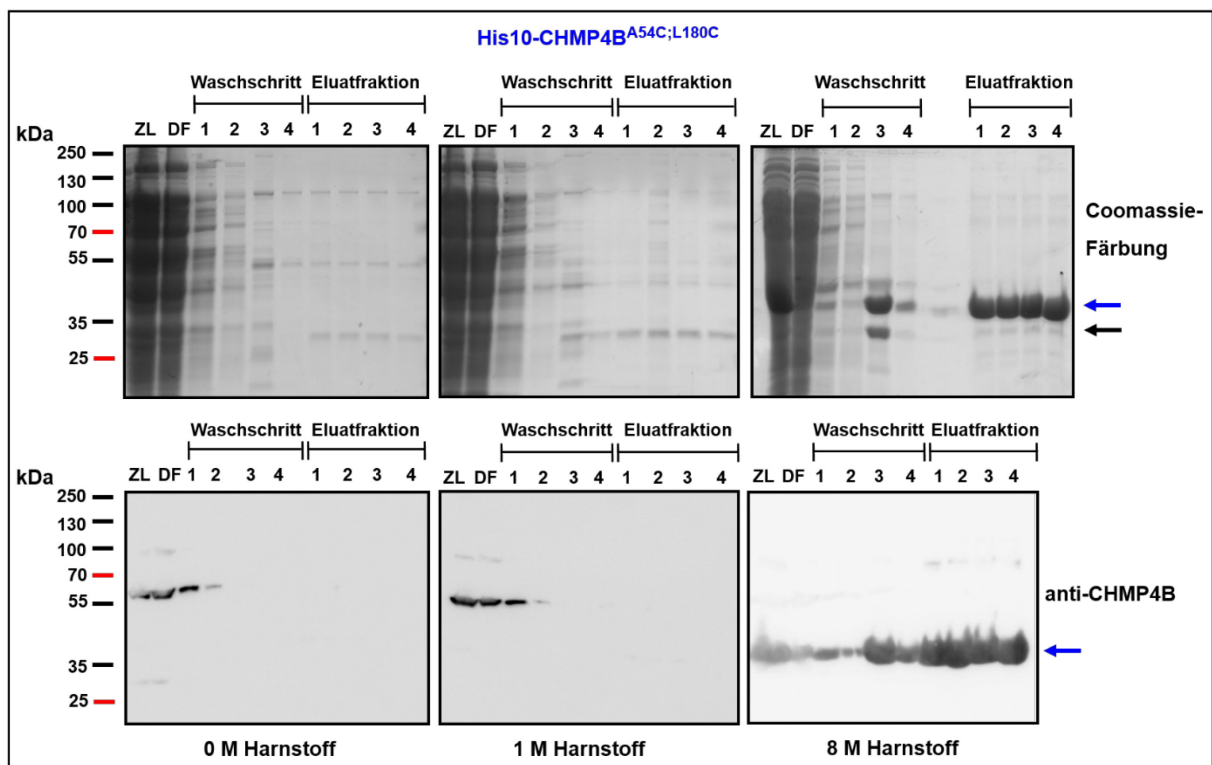 His10-CHMP4B^A54C;L180C
Waschschritt Eluatfraktion Waschschritt Eluatfraktion Waschschritt Eluatfraktion
kDa ZL DF 1 2 3 4 1 2 3 4 ZL DF 1 2 3 4 1 2 3 4 ZL DF 1 2 3 4 1 2 3 4
250
130
100
70
55
35
25
Coomassie-
Färbung
Waschschritt Eluatfraktion Waschschritt Eluatfraktion Waschschritt Eluatfraktion
kDa ZL DF 1 2 3 4 1 2 3 4 ZL DF 1 2 3 4 1 2 3 4 ZL DF 1 2 3 4 1 2 3 4
250
130
100
70
55
35
25
anti-CHMP4B
0 M Harnstoff 1 M Harnstoff 8 M Harnstoff